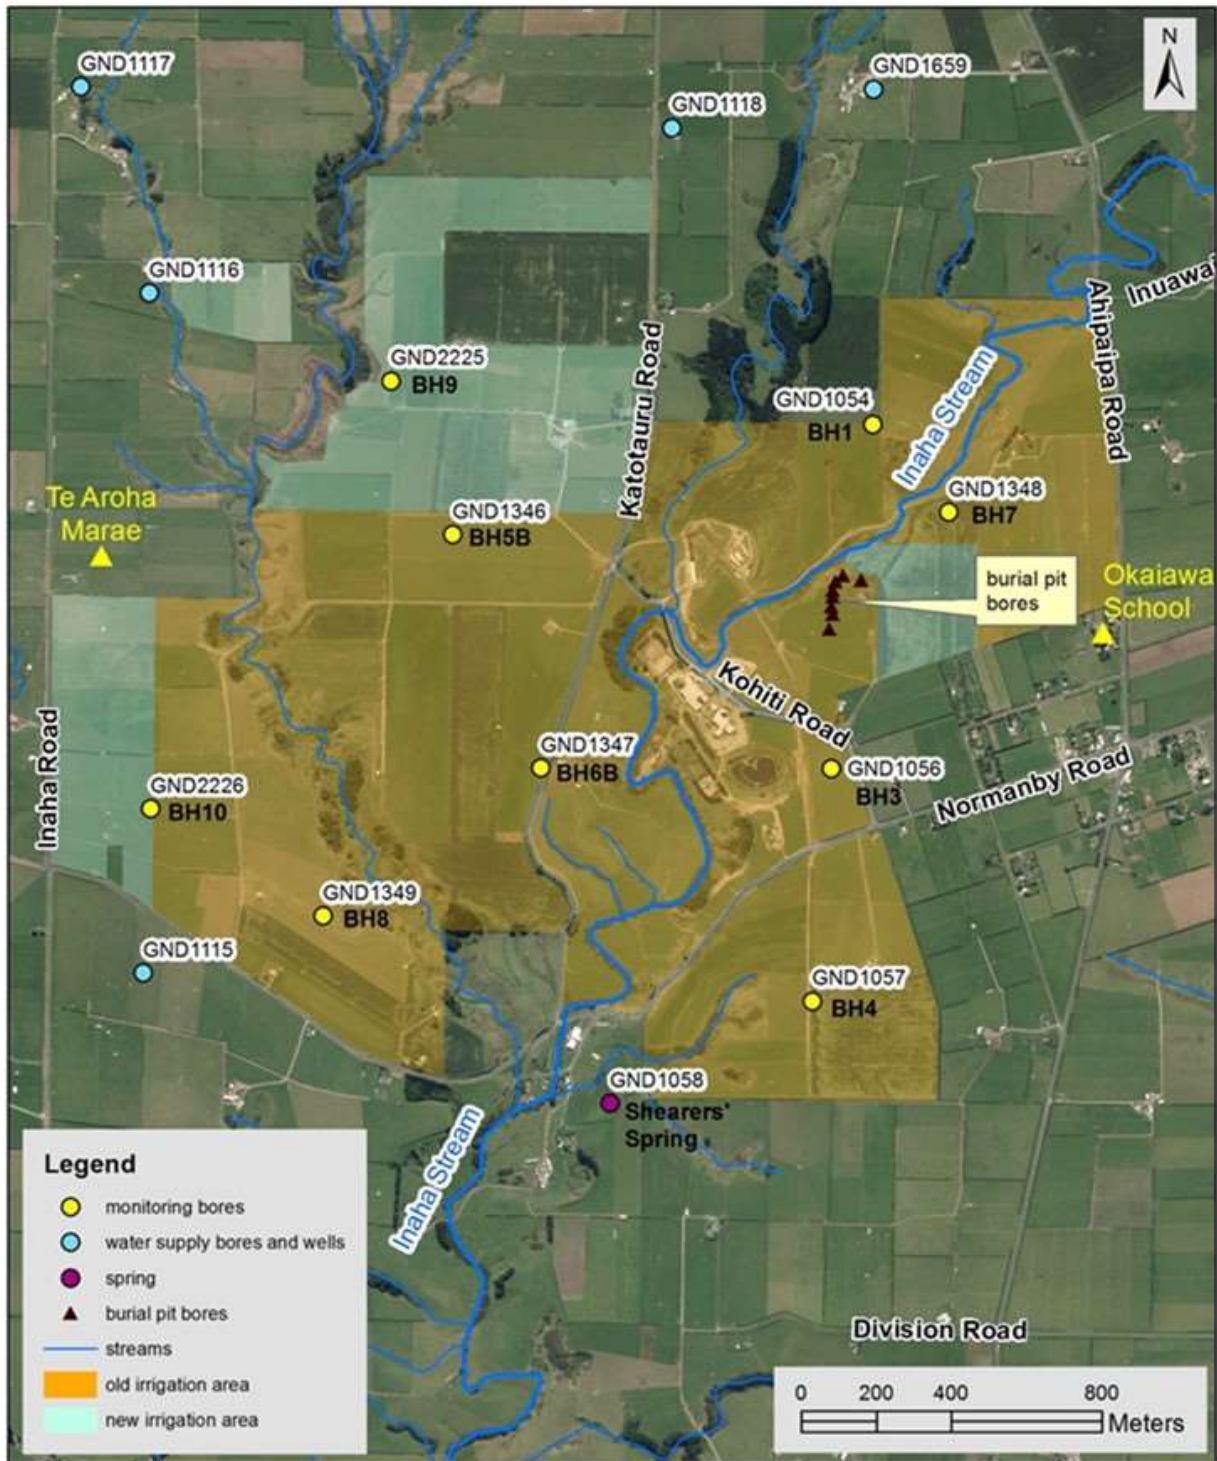 N
GND1117
GND1659
GND1118
GND1116
Inuawai
Ahipaipa Road
GND2225
BH9
Katotauru Road
GND1054
BH1
Inaha Stream
GND1348
BH7
GND1346
BH5B
Te Aroha
Marae
burial pit
bores
Okaiawa
School
Kohiti Road
GND1347
BH6B
GND1056
BH3
Normanby Road
Inaha Road
GND2226
BH10
GND1349
BH8
GND1115
GND1057
BH4
GND1058
Shearers'
Spring
Inaha Stream
Legend
monitoring bores
water supply bores and wells
spring
burial pit bores
streams
old irrigation area
new irrigation area
Division Road
0 200 400 800
Meters